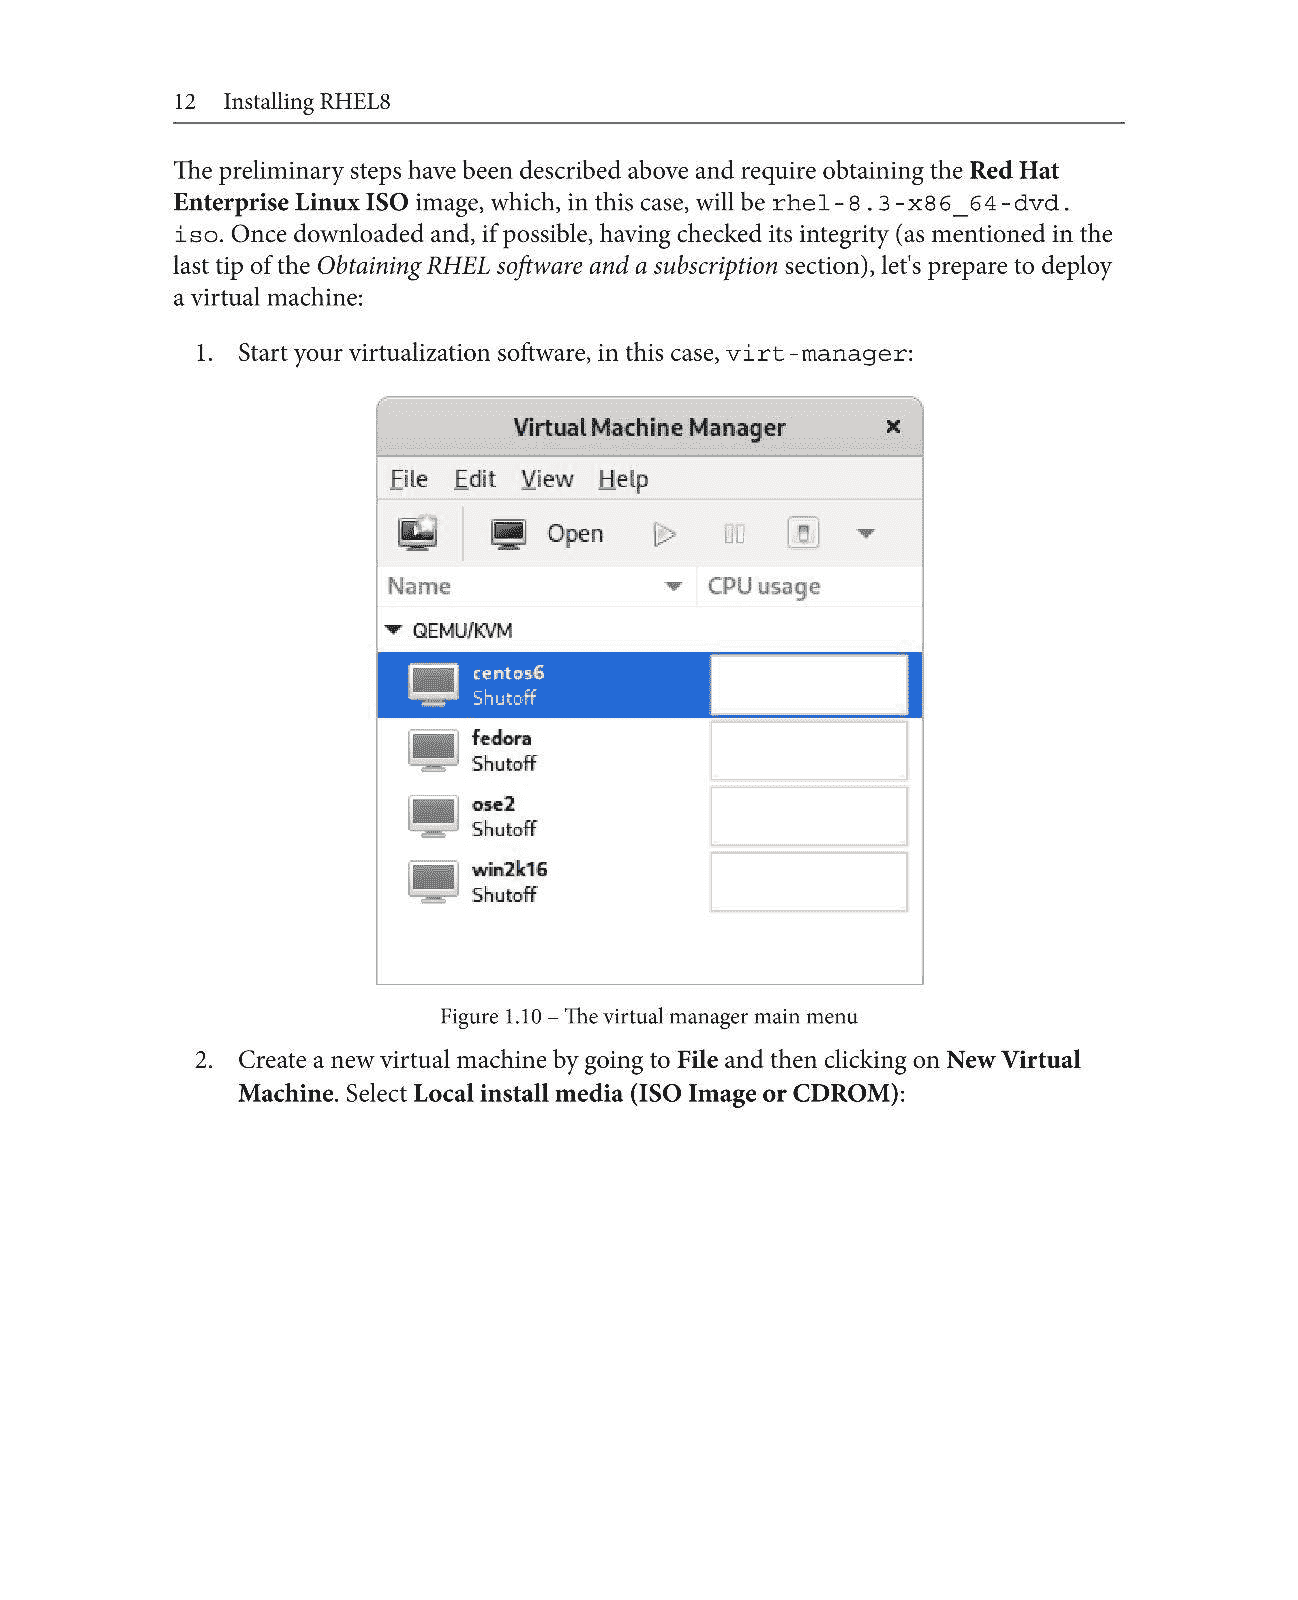 12 Installing RHEL8
The preliminary steps have been described above and require obtaining the Red Hat
Enterprise Linux ISO image, which, in this case, will be rhel-8.3-x86_64-dvd.
iso. Once downloaded and, if possible, having checked its integrity (as mentioned in the
last tip of the Obtaining RHEL software and a subscription section), let's prepare to deploy
a virtual machine:
1. Start your virtualization software, in this case, virt-manager:
Virtual Machine Manager ×
File Edit View Help
Open
Name CPU usage
QEMU/KVM
centos6
Shutoff
fedora
Shutoff
ose2
Shutoff
win2k16
Shutoff
Figure 1.10 – The virtual manager main menu
2. Create a new virtual machine by going to File and then clicking on New Virtual
Machine. Select Local install media (ISO Image or CDROM):